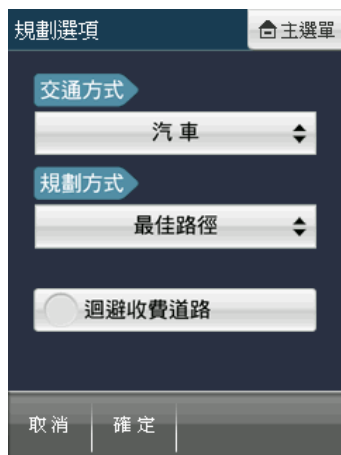 規劃選項
主選單
交通方式
汽車
規劃方式
最佳路徑
迴避收費道路
取消
確定